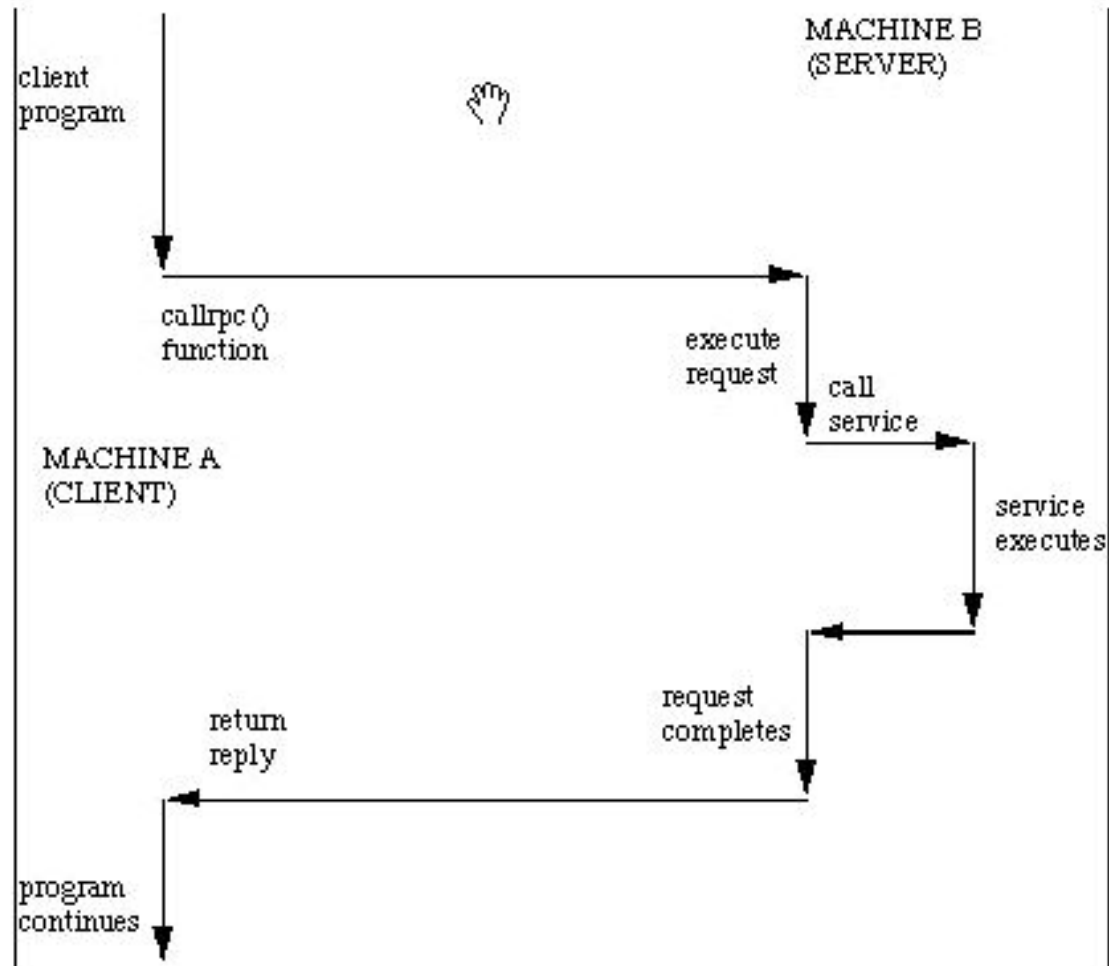 MACHINE B
(SERVER)
client
program
callrpc()
function
execute
request
call
service
MACHINE A
(CLIENT)
service
executes
request
completes
return
reply
program
continues